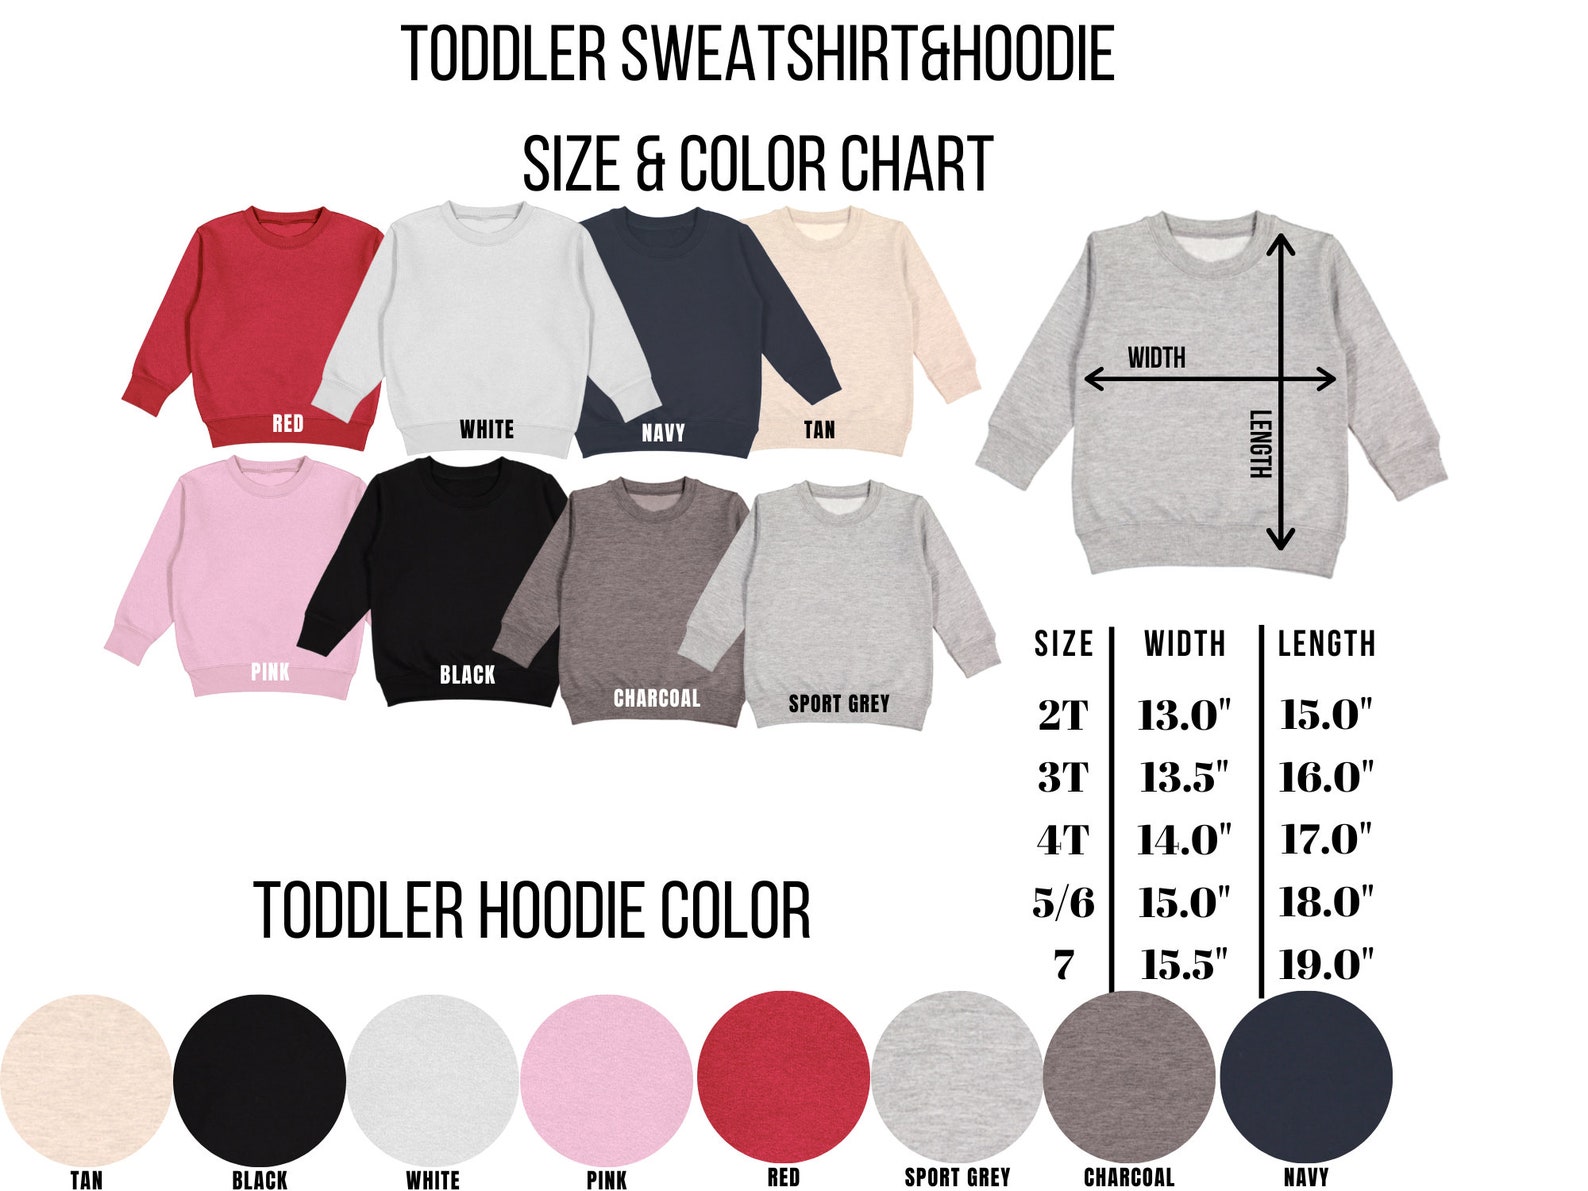 TODDLER SWEATSHIRT&HOODIE
SIZE & COLOR CHART
RED
WHITE
NAVY
TAN
PINK
BLACK
CHARCOAL
SPORT GREY
WIDTH
LENGTH
SIZE WIDTH LENGTH
2T 13.0" 15.0"
3T 13.5" 16.0"
4T 14.0" 17.0"
5/6 15.0" 18.0"
7 15.5" 19.0"
TODDLER HOODIE COLOR
TAN
BLACK
WHITE
PINK
RED
SPORT GREY
CHARCOAL
NAVY